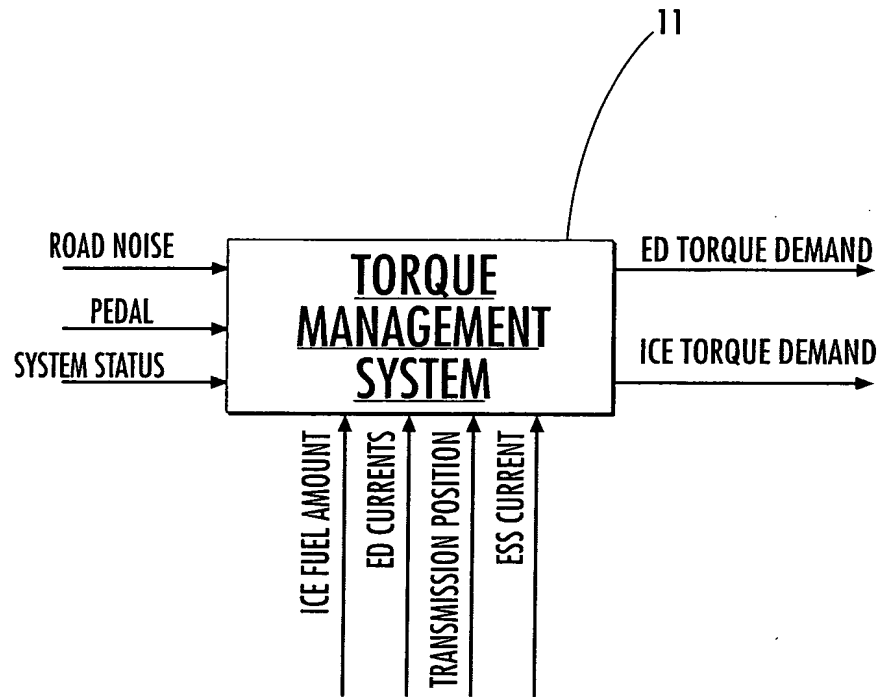 11
ROAD NOISE
PEDAL
SYSTEM STATUS
TORQUE
MANAGEMENT
SYSTEM
ED TORQUE DEMAND
ICE TORQUE DEMAND
ICE FUEL AMOUNT
ED CURRENTS
TRANSMISSION POSITION
ESS CURRENT